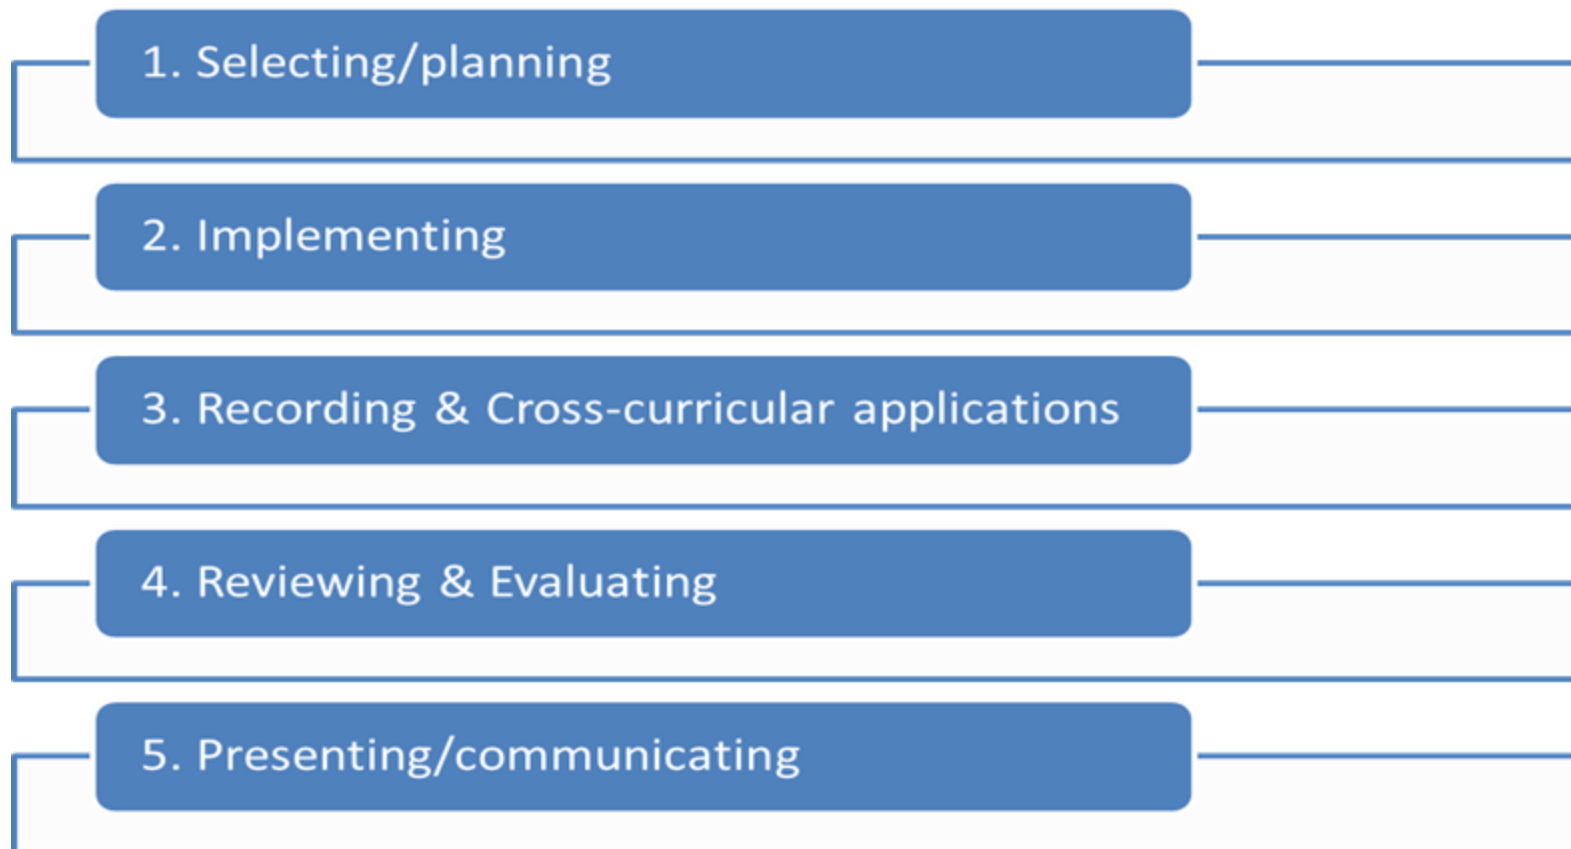 1. Selecting/planning
2. Implementing
3. Recording & Cross-curricular applications
4. Reviewing & Evaluating
5. Presenting/communicating